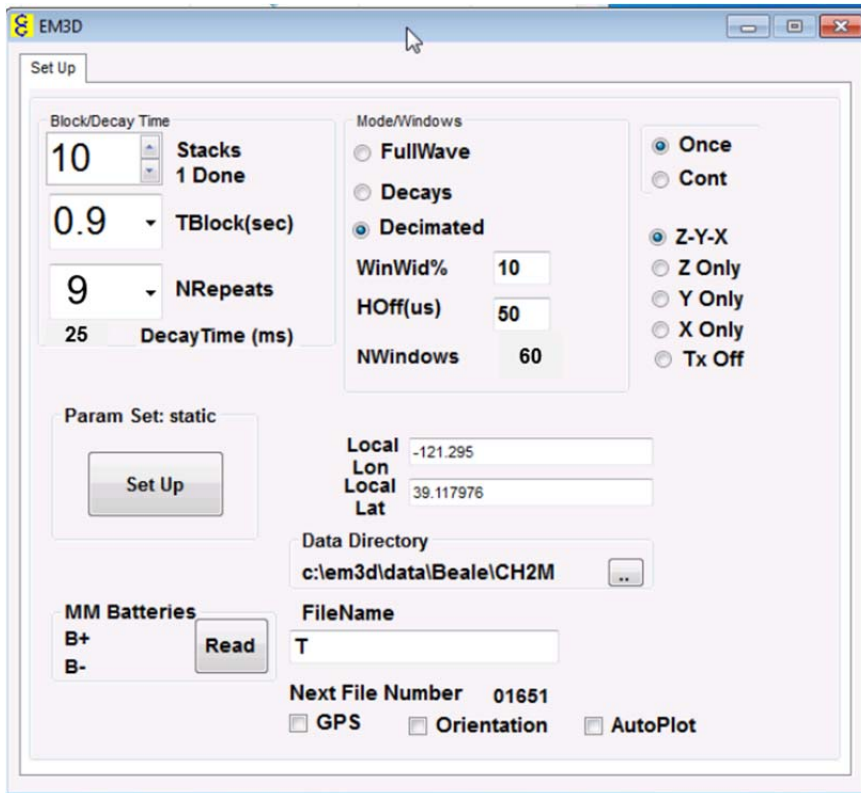 EM3D
Set Up
Block/Decay Time
10 Stacks
1 Done
0.9 TBlock(sec)
9 NRepeats
25 DecayTime (ms)
Mode/Windows
FullWave
Decays
Decimated
WinWid% 10
HOff(us) 50
NWindows 60
Once
Cont
Z-Y-X
Z Only
Y Only
X Only
Tx Off
Param Set: static
Set Up
Local Lon -121.295
Local Lat 39.117976
Data Directory
c:\em3d\data\Beale\CH2M ..
MM Batteries
B+
B-
Read
FileName
T
Next File Number 01651
GPS Orientation AutoPlot